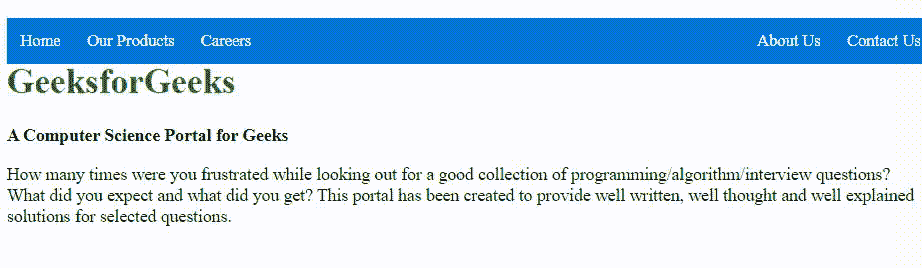 Home Our Products Careers About Us Contact Us
GeeksforGeeks
A Computer Science Portal for Geeks
How many times were you frustrated while looking out for a good collection of programming/algorithm/interview questions?
What did you expect and what did you get? This portal has been created to provide well written, well thought and well explained
solutions for selected questions.